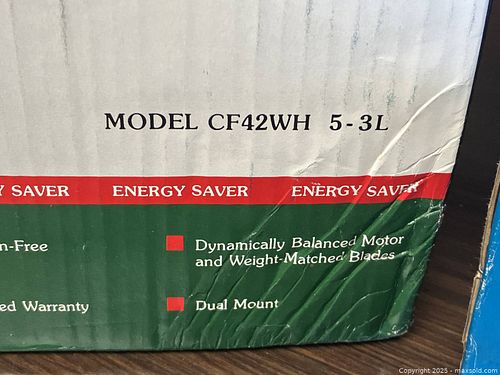 MODEL CF42WH 5-3L
Y SAVER ENERGY SAVER ENERGY SAVER
n-Free
Dynamically Balanced Motor
and Weight-Matched Blades
ed Warranty
Dual Mount
Copyright 2025 - maxsold.com